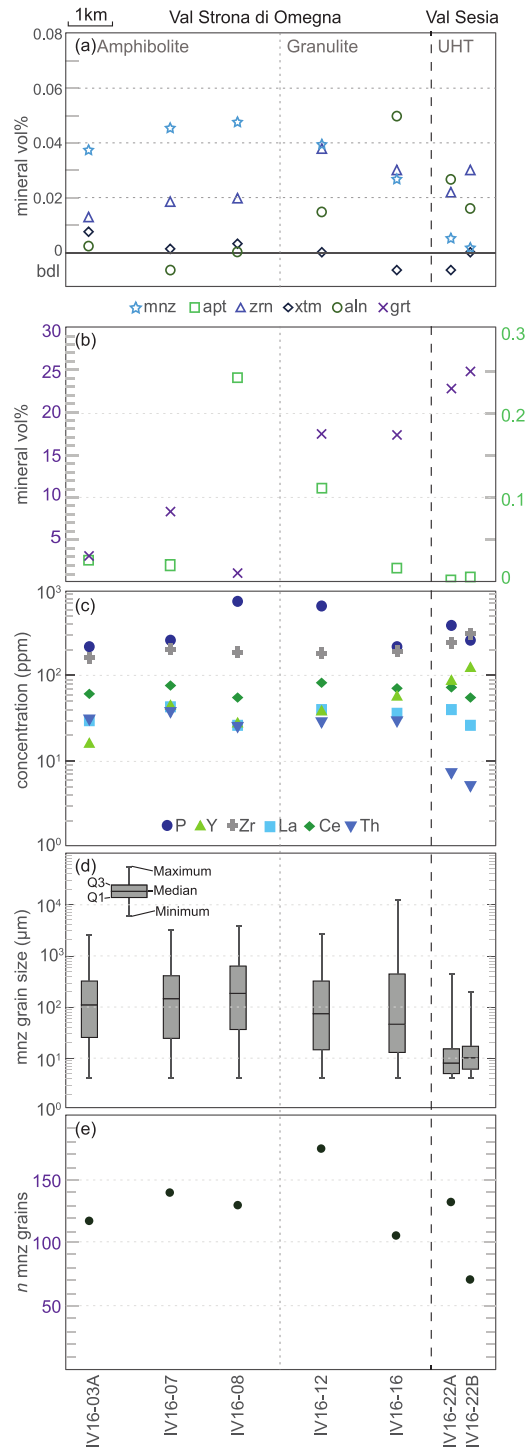 1km
Val Strona di Omegna
Val Sesia
(a)
Amphibolite
Granulite
UHT
0.08
0.06
0.04
0.02
0
bdl
mineral vol%
mnz apt zrn xtm aln grt
(b)
30
25
20
15
10
5
mineral vol%
0.3
0.2
0.1
0
(c)
10³
10²
10¹
10⁰
concentration (ppm)
P Y Zr La Ce Th
(d)
Q3
Q1
Maximum
Median
Minimum
10⁴
10³
10²
10¹
10⁰
mnz grain size (μm)
(e)
150
100
50
n mnz grains
IV16-03A
IV16-07
IV16-08
IV16-12
IV16-16
IV16-22A
IV16-22B